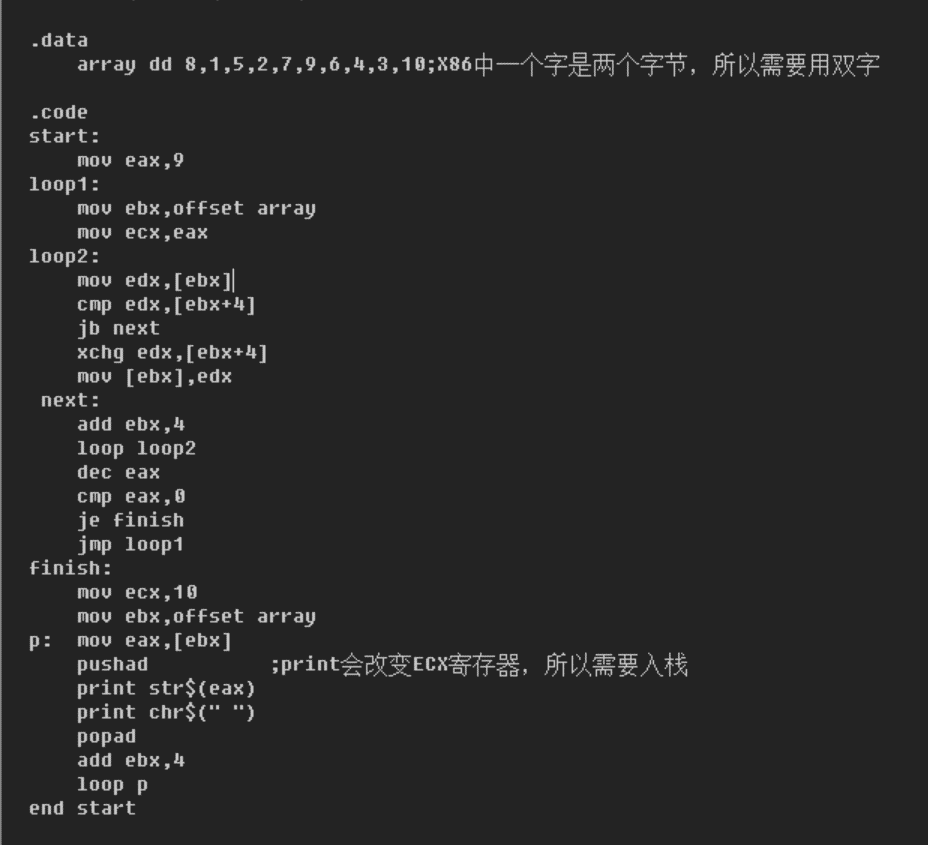 .data
    array dd 8,1,5,2,7,9,6,4,3,10;X86中一个字是两个字节，所以需要用双字
.code
start:
    mov eax,9
loop1:
    mov ebx,offset array
    mov ecx,eax
loop2:
    mov edx,[ebx]
    cmp edx,[ebx+4]
    jb next
    xchg edx,[ebx+4]
    mov [ebx],edx
 next:
    add ebx,4
    loop loop2
    dec eax
    cmp eax,0
    je finish
    jmp loop1
finish:
    mov ecx,10
    mov ebx,offset array
p:  mov eax,[ebx]
    pushad          ;print会改变ECX寄存器，所以需要入栈
    print str$(eax)
    print chr$(" ")
    popad
    add ebx,4
    loop p
end start